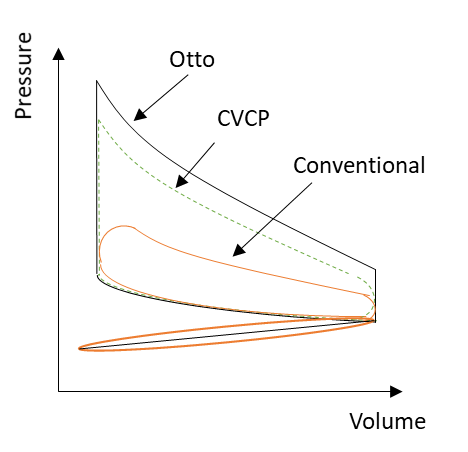 Pressure
Otto
CVCP
Conventional
Volume